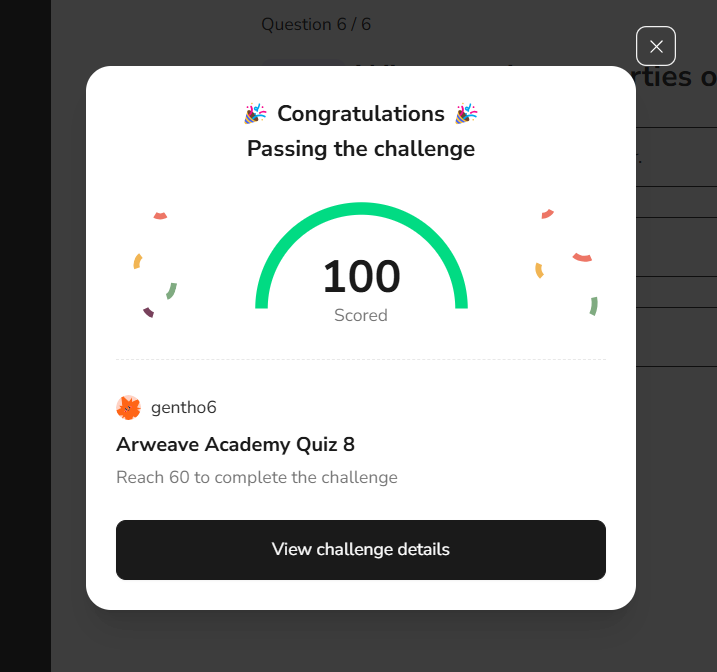 Question 6 / 6
Congratulations
Passing the challenge
100
Scored
gentho6
Arweave Academy Quiz 8
Reach 60 to complete the challenge
View challenge details